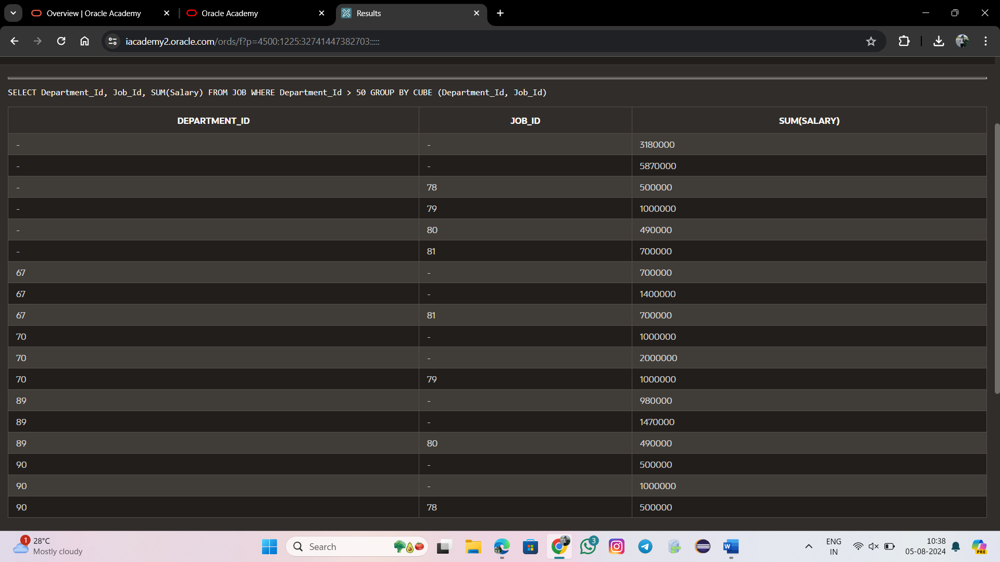 Overview | Oracle Academy
Oracle Academy
Results
iacademy2.oracle.com/ords/f?p=4500:1225:32741447382703:::::
SELECT Department_Id, Job_Id, SUM(Salary) FROM JOB WHERE Department_Id > 50 GROUP BY CUBE (Department_Id, Job_Id)
DEPARTMENT_ID JOB_ID SUM(SALARY)
- - 3180000
- - 5870000
- 78 500000
- 79 1000000
- 80 490000
- 81 700000
67 - 700000
67 - 1400000
67 81 700000
70 - 1000000
70 - 2000000
70 79 1000000
89 - 980000
89 - 1470000
89 80 490000
90 - 500000
90 - 1000000
90 78 500000
1
28°C
Mostly cloudy
Search
3
W
ENG
IN
10:38
05-08-2024
PRE